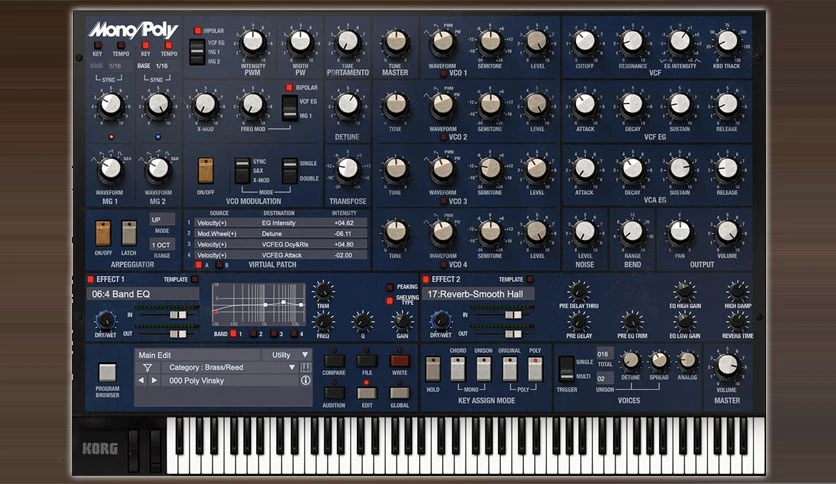 Mono/Poly
KEY TEMPO KEY TEMPO
BASE 1/16 BASE 1/16
SYNC SYNC
BIPOLAR
VCF EG
MG 1
MG 2
INTENSITY
PWM
WIDTH
PW
TIME
PORTAMENTO
TUNE
MASTER
WAVEFORM SEMITONE LEVEL
VCO 1
CUTOFF RESONANCE EG INTENSITY KBD TRACK
VCF
X-MOD FREQ MOD
BIPOLAR
VCF EG
MG 1
DETUNE
TUNE WAVEFORM SEMITONE LEVEL
VCO 2
ATTACK DECAY SUSTAIN RELEASE
VCF EG
WAVEFORM
MG 1
WAVEFORM
MG 2
ON/OFF
SYNC
S&X
X-MOD
SINGLE
DOUBLE
MODE
VCO MODULATION
TRANSPOSE
TUNE WAVEFORM SEMITONE LEVEL
VCO 3
ATTACK DECAY SUSTAIN RELEASE
VCA EG
ON/OFF LATCH
UP
MODE
1 OCT
RANGE
ARPEGGIATOR
SOURCE DESTINATION INTENSITY
1 Velocity(+) EG Intensity +04.62
2 Mod.Wheel(+) Detune -06.11
3 Velocity(+) VCFEG Dcy&Rls +04.80
4 Velocity(+) VCFEG Attack -02.00
A B VIRTUAL PATCH
TUNE WAVEFORM SEMITONE LEVEL
VCO 4
LEVEL
NOISE
RANGE
BEND
PAN VOLUME
OUTPUT
EFFECT 1 TEMPLATE
06:4 Band EQ
DRY/WET
IN
OUT
BAND 1 2 3 4
TRIM
FREQ Q GAIN
PEAKING
SHELVING
TYPE
EFFECT 2 TEMPLATE
17:Reverb-Smooth Hall
DRY/WET
IN
OUT
PRE DELAY THRU EQ HIGH GAIN HIGH DAMP
PRE DELAY PRE EQ TRIM EQ LOW GAIN REVERB TIME
PROGRAM
BROWSER
Main Edit Utility
Category : Brass/Reed
000 Poly Vinsky
COMPARE FILE WRITE
AUDITION EDIT GLOBAL
CHORD UNISON ORIGINAL POLY
HOLD MONO POLY
KEY ASSIGN MODE
SINGLE
MULTI
TRIGGER
016
TOTAL
02
UNISON
DETUNE SPREAD ANALOG
VOICES
VOLUME
MASTER
KORG